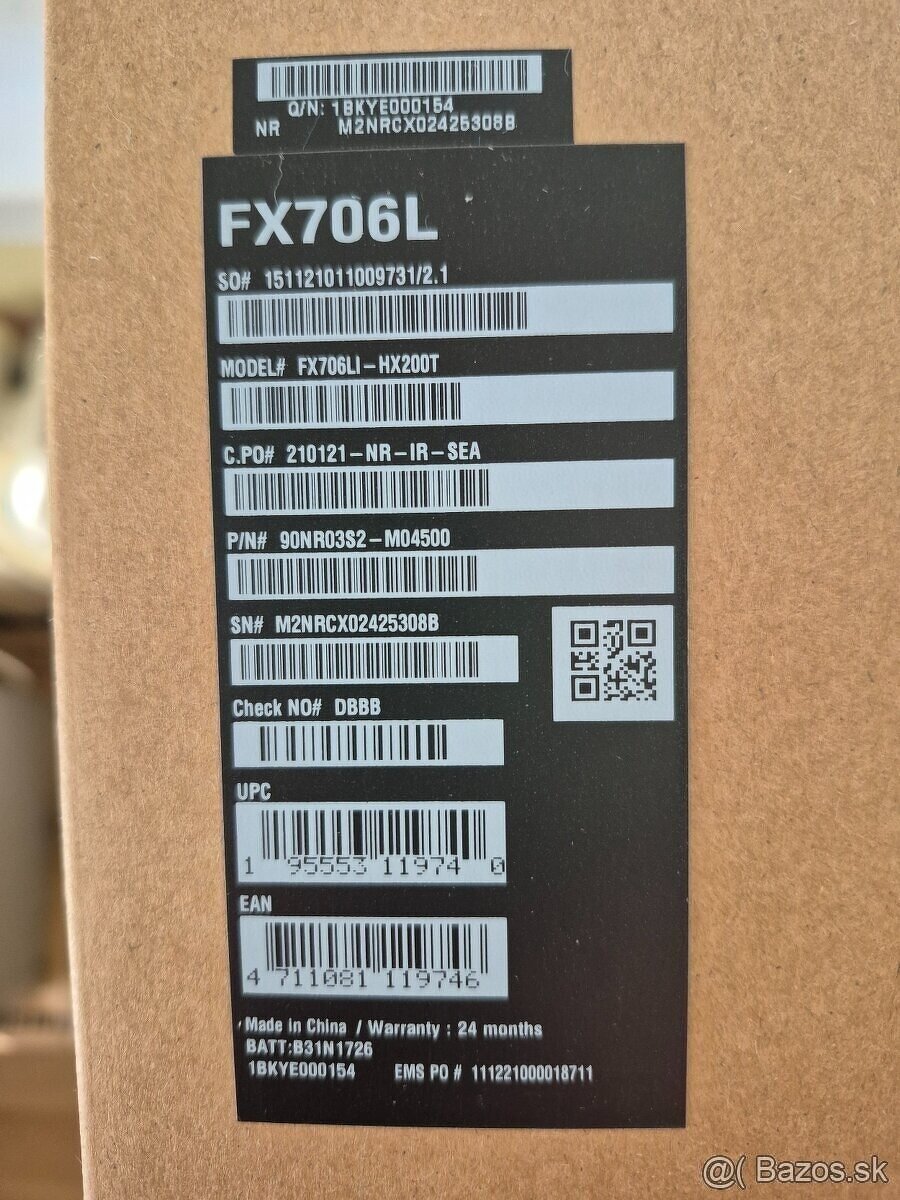 Q/N: 1BKYE000154
NR M2NRCX02425308B
FX706L
SO# 151121011009731/2.1
MODEL# FX706LI-HX200T
C.PO# 210121-NR-IR-SEA
P/N# 90NR03S2-M04500
SN# M2NRCX02425308B
Check NO# DBBB
UPC
1 95553 11974 0
EAN
4 711081 119746
Made in China / Warranty : 24 months
BATT:B31N1726
1BKYE000154 EMS PO # 111221000018711
@( Bazos.sk